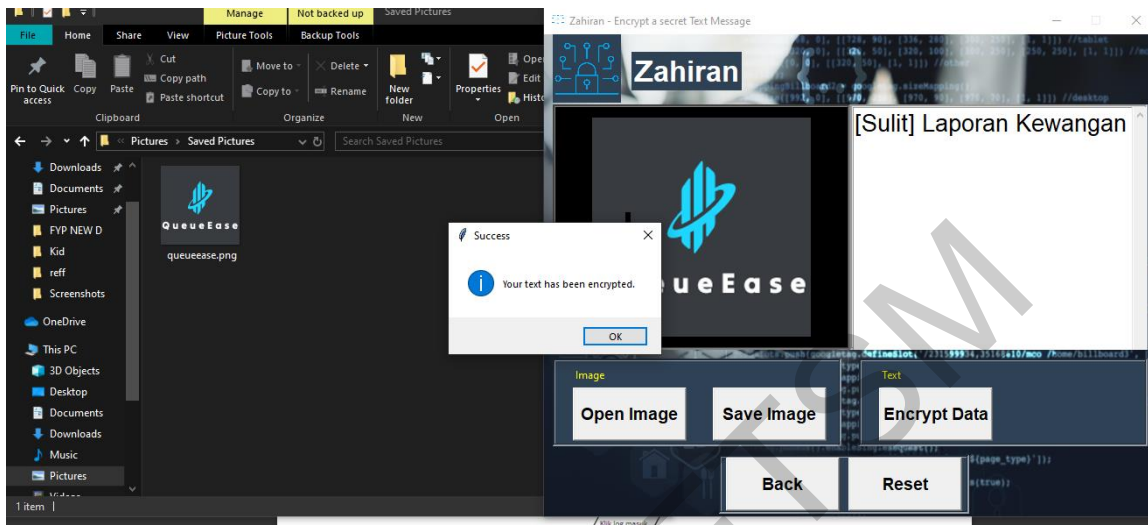 Manage
Not backed up
Saved Pictures
File
Home
Share
View
Picture Tools
Backup Tools
Pin to Quick access
Copy
Paste
Cut
Copy path
Paste shortcut
Move to
Copy to
Delete
Rename
New folder
Properties
Edit
Clipboard
Organize
New
Open
Pictures > Saved Pictures
Search Saved Pictures
Downloads
Documents
Pictures
FYP NEW D
Kid
reff
Screenshots
OneDrive
This PC
3D Objects
Desktop
Documents
Downloads
Music
Pictures
QueueEase
queueease.png
1 item
Zahiran - Encrypt a secret Text Message
Zahiran
[Sulit] Laporan Kewangan
ueEase
Success
Your text has been encrypted.
OK
Image
Open Image
Save Image
Text
Encrypt Data
Back
Reset